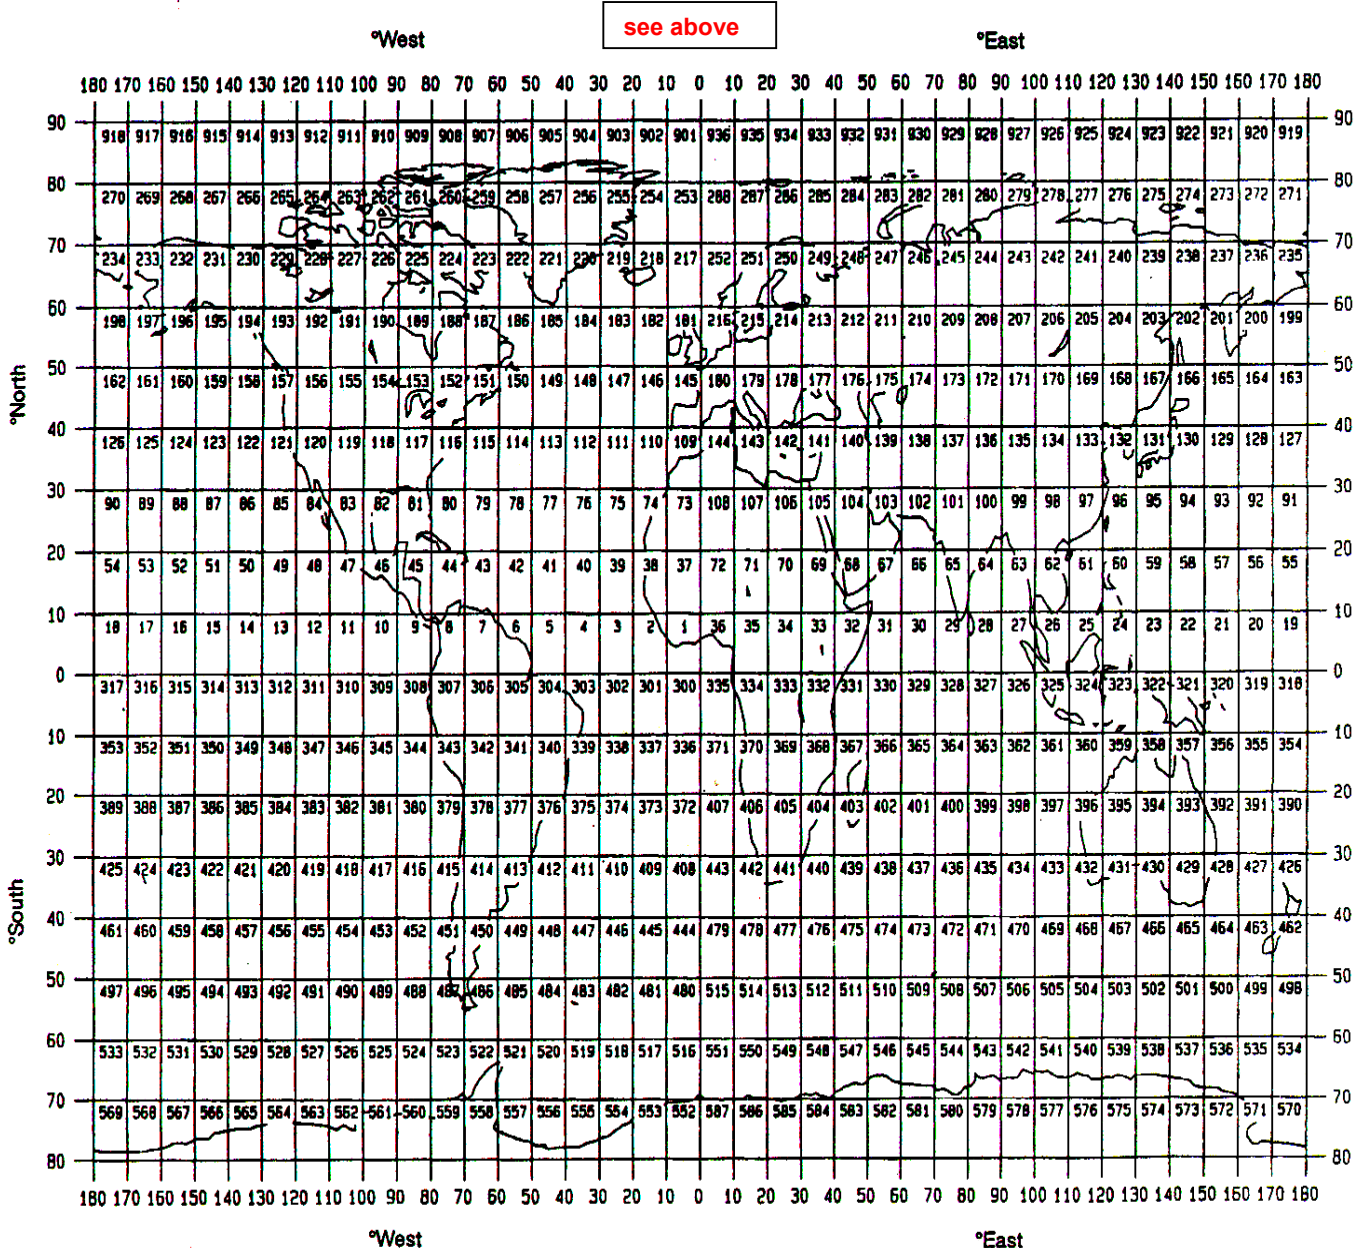 see above
°West °East
180 170 160 150 140 130 120 110 100 90 80 70 60 50 40 30 20 10 0 10 20 30 40 50 60 70 80 90 100 110 120 130 140 150 160 170 180
90 90
918 917 916 915 914 913 912 911 910 909 908 907 906 905 904 903 902 901 936 935 934 933 932 931 930 929 928 927 926 925 924 923 922 921 920 919
80 80
270 269 268 267 266 265 264 263 262 261 260 259 258 257 256 255 254 253 288 287 286 285 284 283 282 281 280 279 278 277 276 275 274 273 272 271
70 70
234 233 232 231 230 229 228 227 226 225 224 223 222 221 220 219 218 217 252 251 250 249 248 247 246 245 244 243 242 241 240 239 238 237 236 235
60 60
198 197 196 195 194 193 192 191 190 189 188 187 186 185 184 183 182 181 216 215 214 213 212 211 210 209 208 207 206 205 204 203 202 201 200 199
50 50
162 161 160 159 158 157 156 155 154 153 152 151 150 149 148 147 146 145 180 179 178 177 176 175 174 173 172 171 170 169 168 167 166 165 164 163
°North
40 40
126 125 124 123 122 121 120 119 118 117 116 115 114 113 112 111 110 109 144 143 142 141 140 139 138 137 136 135 134 133 132 131 130 129 128 127
30 30
90 89 88 87 86 85 84 83 82 81 80 79 78 77 76 75 74 73 108 107 106 105 104 103 102 101 100 99 98 97 96 95 94 93 92 91
20 20
54 53 52 51 50 49 48 47 46 45 44 43 42 41 40 39 38 37 72 71 70 69 68 67 66 65 64 63 62 61 60 59 58 57 56 55
10 10
18 17 16 15 14 13 12 11 10 9 8 7 6 5 4 3 2 1 36 35 34 33 32 31 30 29 28 27 26 25 24 23 22 21 20 19
0 0
317 316 315 314 313 312 311 310 309 308 307 306 305 304 303 302 301 300 335 334 333 332 331 330 329 328 327 326 325 324 323 322 321 320 319 318
10 10
353 352 351 350 349 348 347 346 345 344 343 342 341 340 339 338 337 336 371 370 369 368 367 366 365 364 363 362 361 360 359 358 357 356 355 354
20 20
389 388 387 386 385 384 383 382 381 380 379 378 377 376 375 374 373 372 407 406 405 404 403 402 401 400 399 398 397 396 395 394 393 392 391 390
30 30
425 424 423 422 421 420 419 418 417 416 415 414 413 412 411 410 409 408 443 442 441 440 439 438 437 436 435 434 433 432 431 430 429 428 427 426
°South
40 40
461 460 459 458 457 456 455 454 453 452 451 450 449 448 447 446 445 444 479 478 477 476 475 474 473 472 471 470 469 468 467 466 465 464 463 462
50 50
497 496 495 494 493 492 491 490 489 488 487 486 485 484 483 482 481 480 515 514 513 512 511 510 509 508 507 506 505 504 503 502 501 500 499 498
60 60
533 532 531 530 529 528 527 526 525 524 523 522 521 520 519 518 517 516 551 550 549 548 547 546 545 544 543 542 541 540 539 538 537 536 535 534
70 70
569 568 567 566 565 564 563 562 561 560 559 558 557 556 555 554 553 552 587 586 585 584 583 582 581 580 579 578 577 576 575 574 573 572 571 570
80 80
180 170 160 150 140 130 120 110 100 90 80 70 60 50 40 30 20 10 0 10 20 30 40 50 60 70 80 90 100 110 120 130 140 150 160 170 180
°West °East